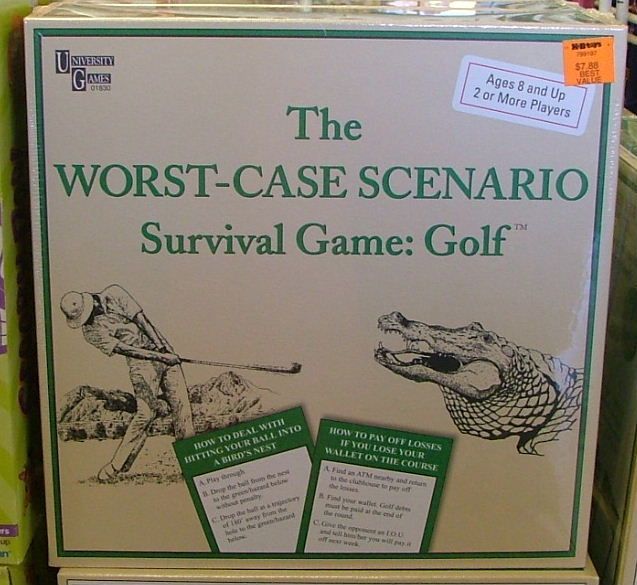 UNIVERSITY
GAMES
01830
K·B toys
799197
$7.88
BEST
VALUE
Ages 8 and Up
2 or More Players
The
WORST-CASE SCENARIO
Survival Game: Golf™
HOW TO DEAL WITH
HITTING YOUR BALL INTO
A BIRD'S NEST
A. Play through
B. Drop the ball from the nest
to the green/hazard below
without penalty.
C. Drop the ball at a trajectory
of 180° away from the
hole to the green/hazard
below.
HOW TO PAY OFF LOSSES
IF YOU LOSE YOUR
WALLET ON THE COURSE
A. Find an ATM nearby and return
to the clubhouse to pay off
the losses.
B. Find your wallet. Golf debts
must be paid at the end of
the round.
C. Give the opponent an I.O.U.
and tell him/her you will pay it
off next week.